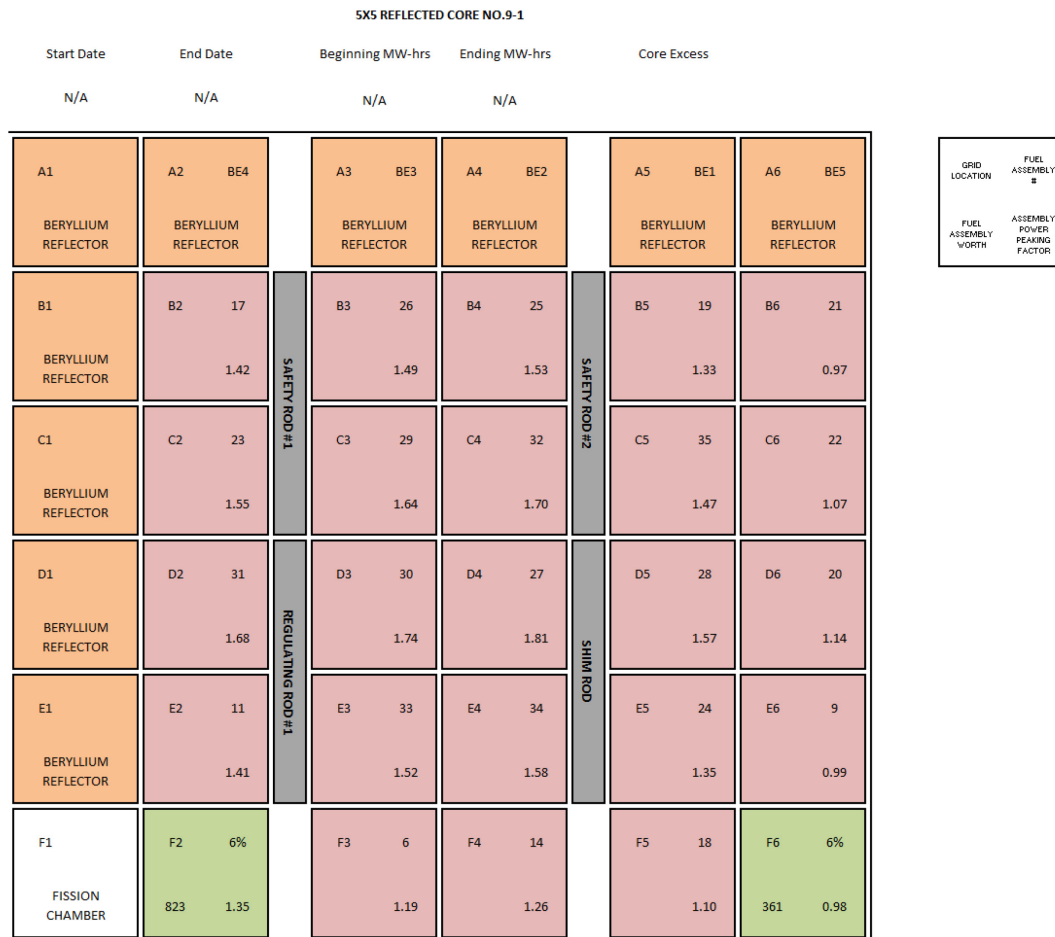 5X5 REFLECTED CORE NO.9-1
Start Date End Date Beginning MW-hrs Ending MW-hrs Core Excess
N/A N/A N/A N/A
A1 A2 BE4 A3 BE3 A4 BE2 A5 BE1 A6 BE5
BERYLLIUM BERYLLIUM BERYLLIUM BERYLLIUM BERYLLIUM BERYLLIUM
REFLECTOR REFLECTOR REFLECTOR REFLECTOR REFLECTOR REFLECTOR
GRID LOCATION
FUEL ASSEMBLY #
FUEL ASSEMBLY WORTH
ASSEMBLY POWER PEAKING FACTOR
B1 B2 17 B3 26 B4 25 B5 19 B6 21
BERYLLIUM
REFLECTOR
1.42 1.49 1.53 1.33 0.97
SAFETY ROD #1
SAFETY ROD #2
C1 C2 23 C3 29 C4 32 C5 35 C6 22
BERYLLIUM
REFLECTOR
1.55 1.64 1.70 1.47 1.07
D1 D2 31 D3 30 D4 27 D5 28 D6 20
BERYLLIUM
REFLECTOR
1.68 1.74 1.81 1.57 1.14
REGULATING ROD #1
SHIM ROD
E1 E2 11 E3 33 E4 34 E5 24 E6 9
BERYLLIUM
REFLECTOR
1.41 1.52 1.58 1.35 0.99
F1 F2 6% F3 6 F4 14 F5 18 F6 6%
FISSION
CHAMBER
823 1.35 1.19 1.26 1.10 361 0.98